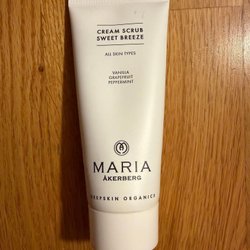 CREAM SCRUB
SWEET BREEZE
ALL SKIN TYPES
VANILLA
GRAPEFRUIT
PEPPERMINT
MARIA
ÅKERBERG
DEEPSKIN ORGANICS